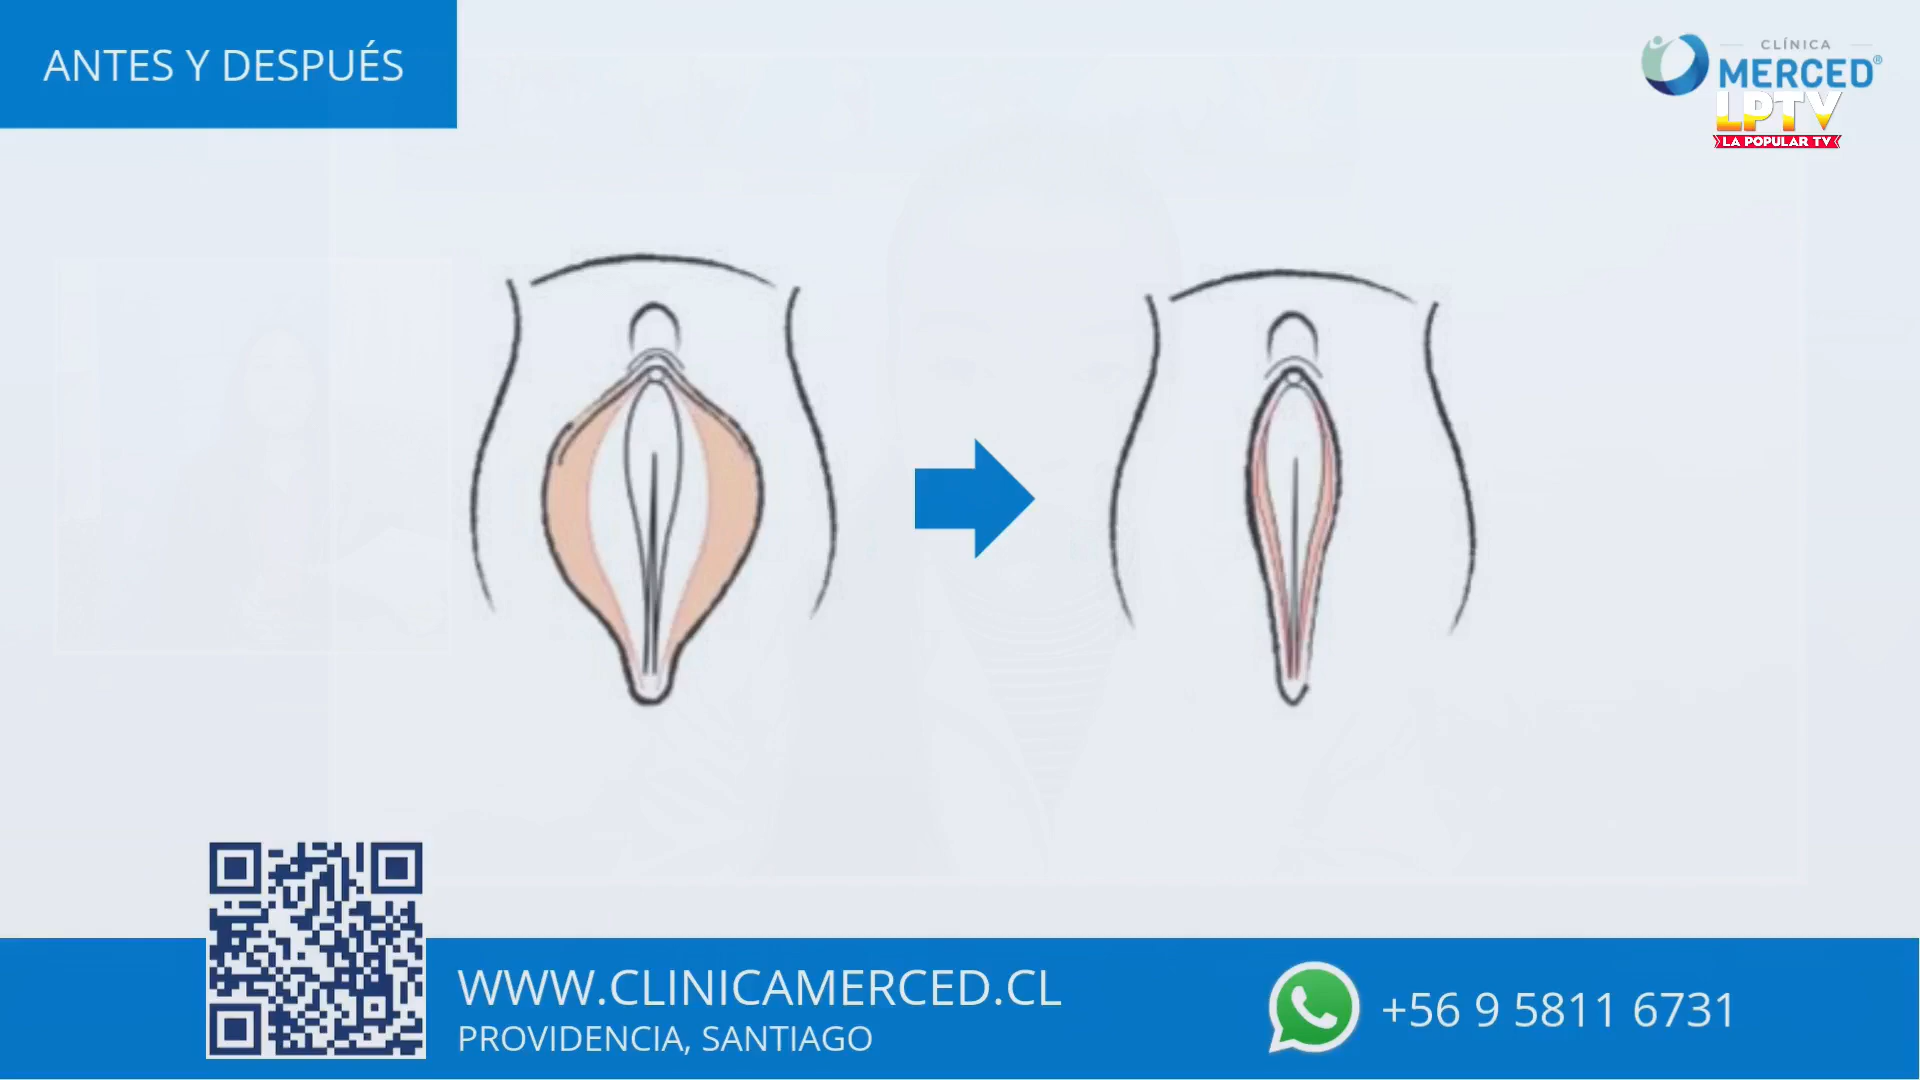 ANTES Y DESPUÉS
CLÍNICA
MERCED®
LPTV
LA POPULAR TV
WWW.CLINICAMERCED.CL
PROVIDENCIA, SANTIAGO
+56 9 5811 6731